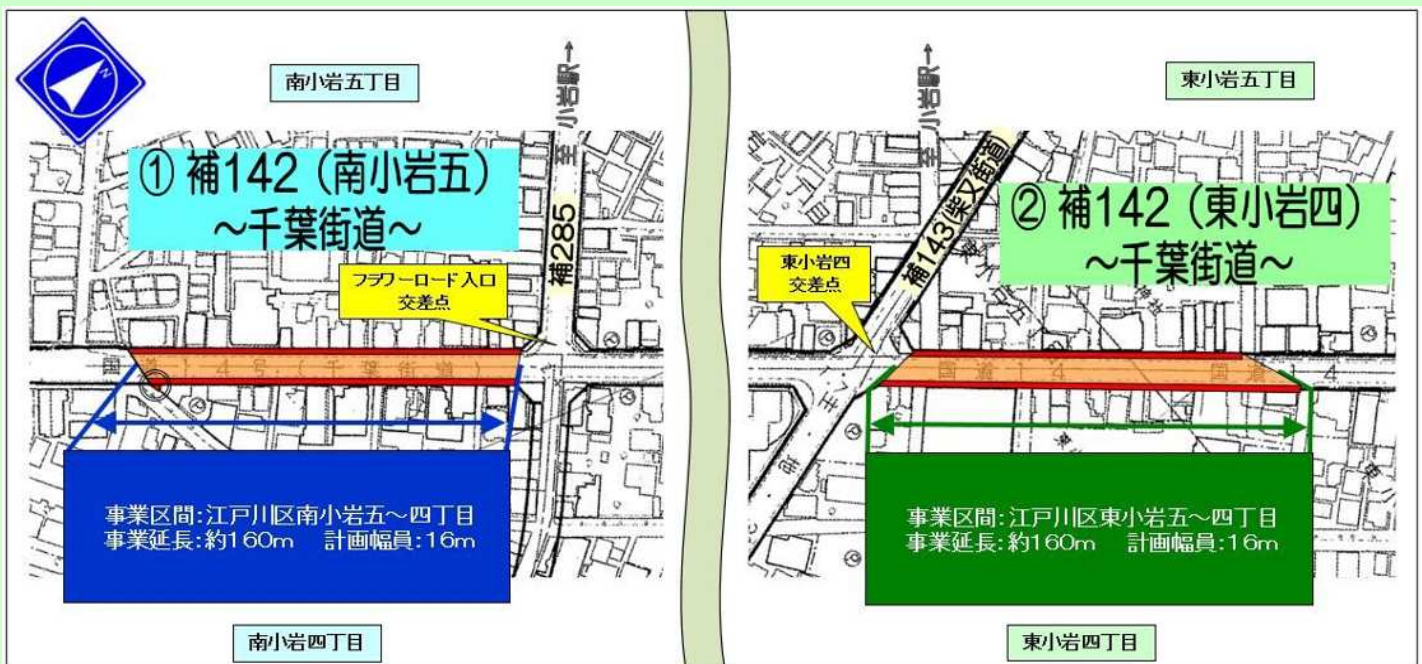 N
南小岩五丁目
至 小岩駅→
① 補142（南小岩五）
～千葉街道～
補285
フラワーロード入口
交差点
国道14号（千葉街道）
事業区間:江戸川区南小岩五～四丁目
事業延長:約160m 計画幅員:16m
南小岩四丁目
東小岩五丁目
至 小岩駅→
補143(柴又街道)
② 補142（東小岩四）
～千葉街道～
東小岩四
交差点
国道14
国道14
事業区間:江戸川区東小岩五～四丁目
事業延長:約160m 計画幅員:16m
東小岩四丁目